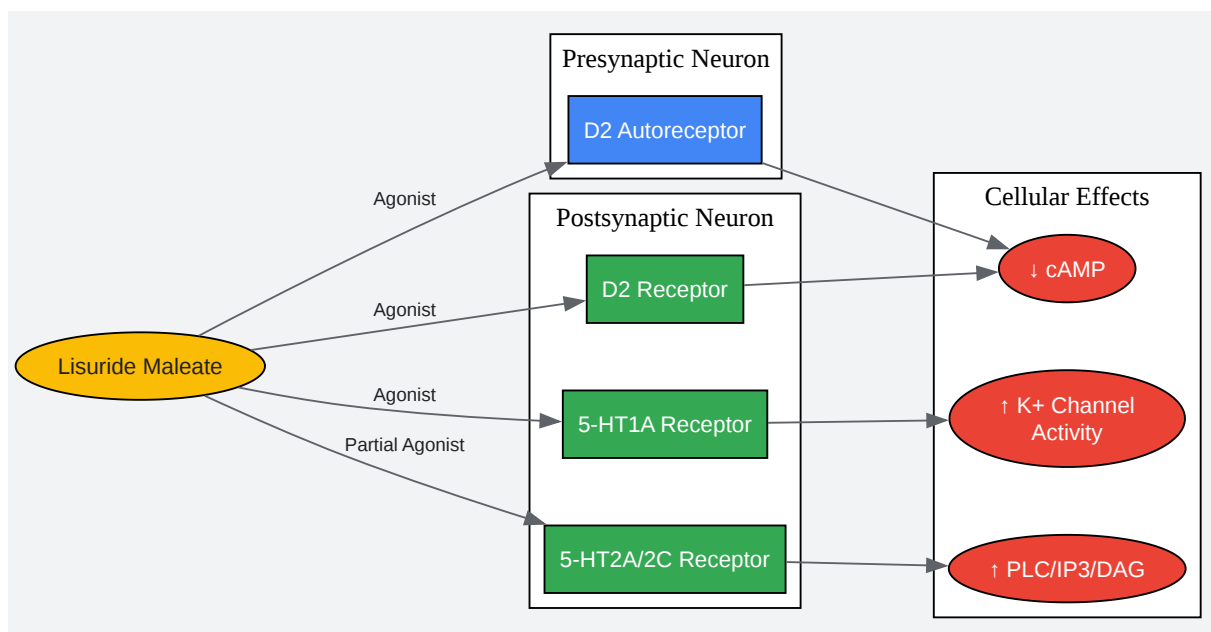 Presynaptic Neuron
D2 Autoreceptor
Agonist
Postsynaptic Neuron
Cellular Effects
D2 Receptor
↓ cAMP
Agonist
Lisuride Maleate
Agonist
5-HT1A Receptor
↑ K+ Channel
Activity
Partial Agonist
5-HT2A/2C Receptor
↑ PLC/IP3/DAG